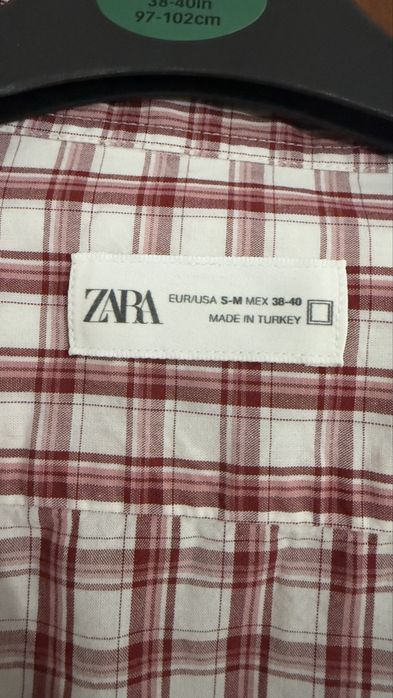 38-40in
97-102cm
ZARA
EUR/USA S-M MEX 38-40
MADE IN TURKEY